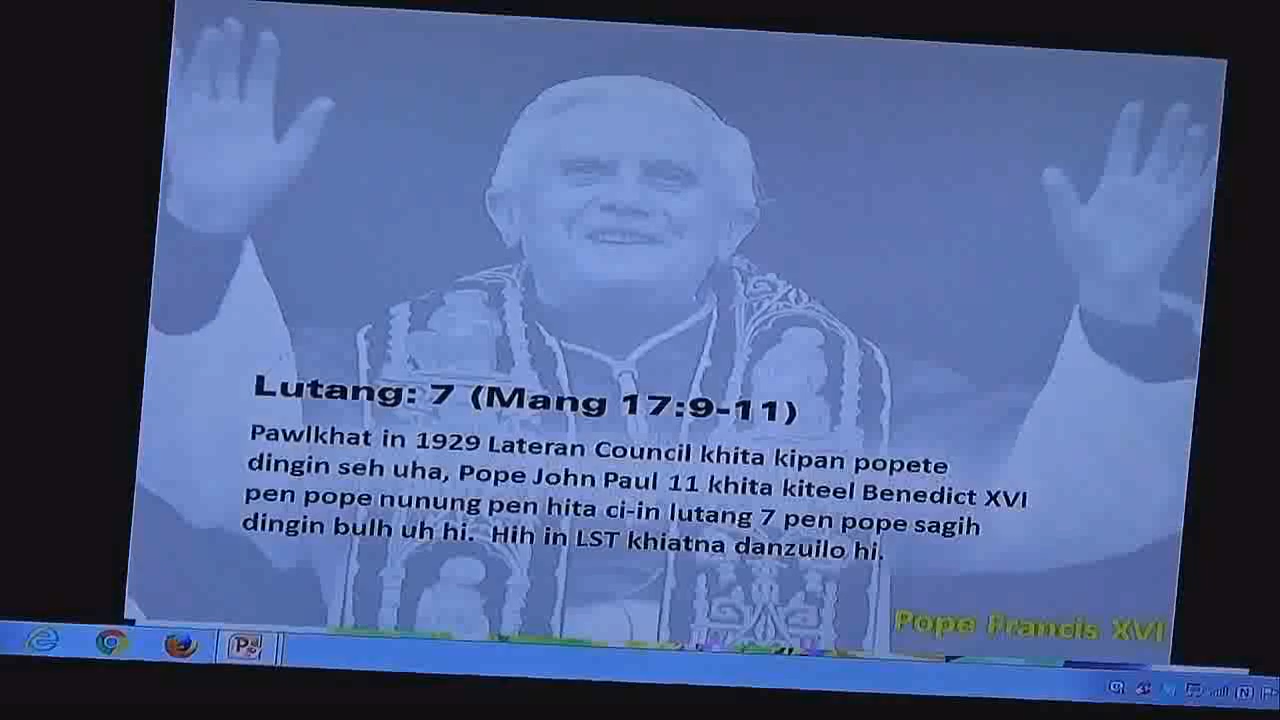 Lutang: 7 (Mang 17:9-11)
Pawlkhat in 1929 Lateran Council khita kipan popete
dingin seh uha, Pope John Paul 11 khita kiteel Benedict XVI
pen pope nunung pen hita ci-in lutang 7 pen pope sagih
dingin bulh uh hi. Hih in LST khiatna danzuilo hi.
Pope Francis XVI